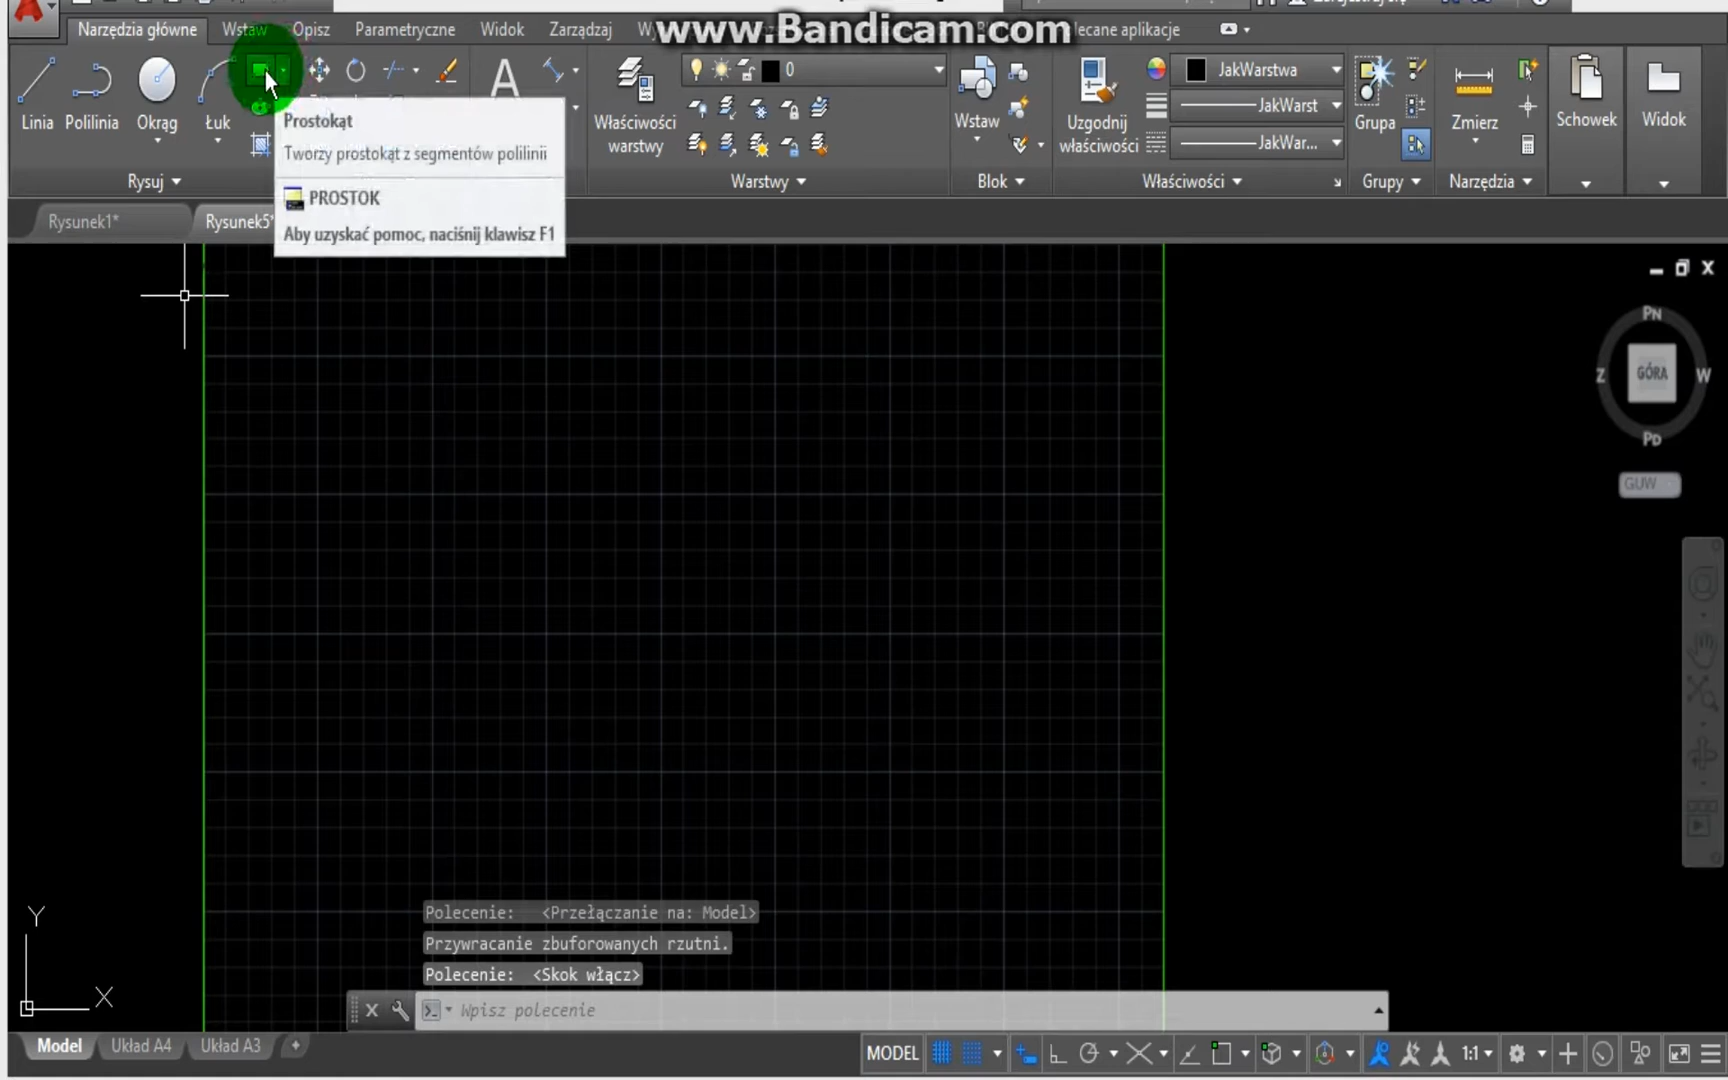 www.Bandicam.com
Narzędzia główne
Wstaw
Opisz
Parametryczne
Widok
Zarządzaj
lecane aplikacje
Linia
Polilinia
Okrąg
Łuk
Prostokąt
Tworzy prostokąt z segmentów polilinii
PROSTOK
Aby uzyskać pomoc, naciśnij klawisz F1
A
Właściwości
warstwy
0
Wstaw
Uzgodnij
właściwości
JakWarstwa
JakWarst
JakWar...
Grupa
Zmierz
Schowek
Widok
Rysuj
Warstwy
Blok
Właściwości
Grupy
Narzędzia
Rysunek1*
Rysunek5*
PN
Z
GÓRA
W
PD
GUW
Y
X
Polecenie: <Przełączanie na: Model>
Przywracanie zbuforowanych rzutni.
Polecenie: <Skok włącz>
Wpisz polecenie
Model
Układ A4
Układ A3
MODEL
1:1